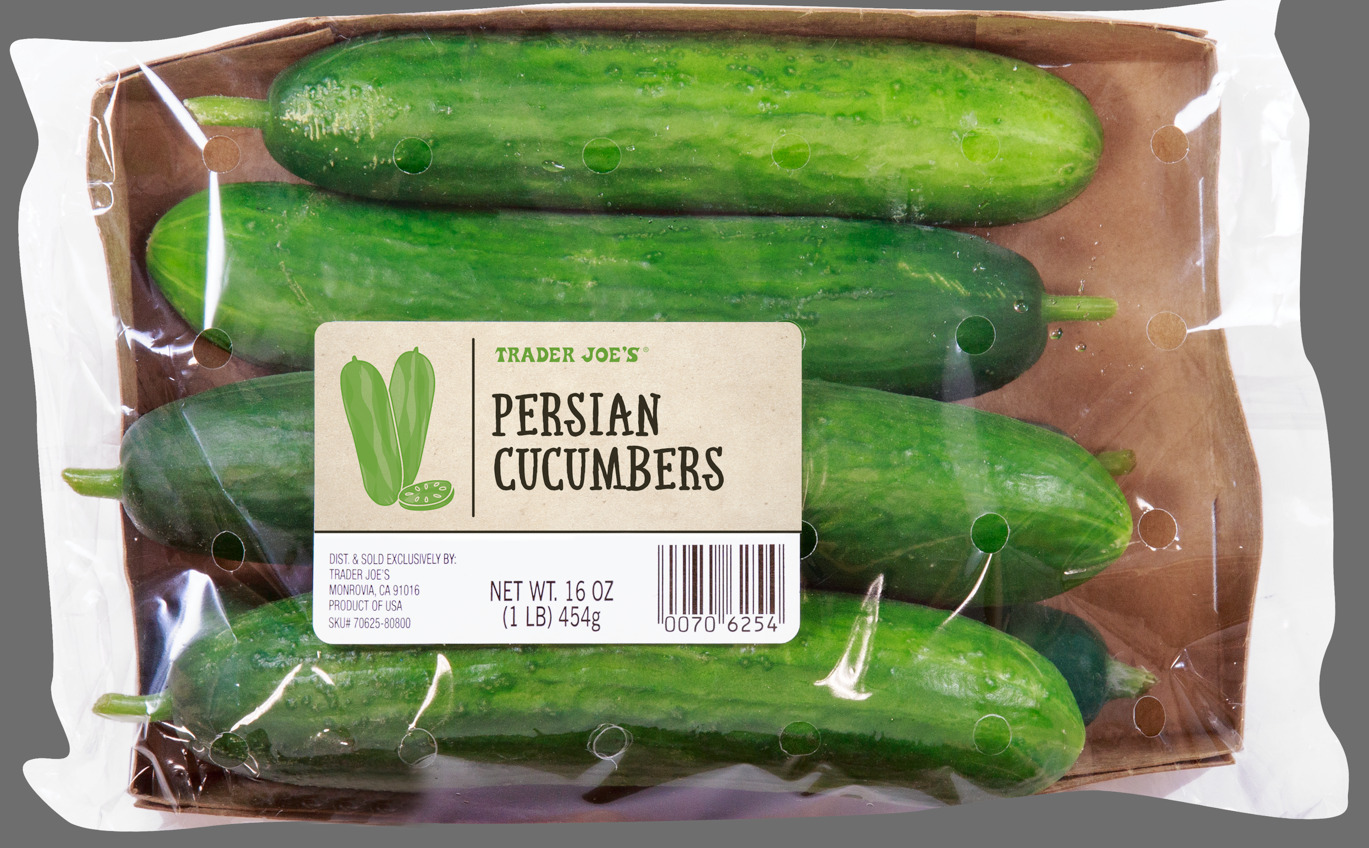 TRADER JOE'S®
PERSIAN
CUCUMBERS
DIST. & SOLD EXCLUSIVELY BY:
TRADER JOE'S
MONROVIA, CA 91016
PRODUCT OF USA
SKU# 70625-80800
NET WT. 16 OZ
(1 LB) 454g
0070 6254